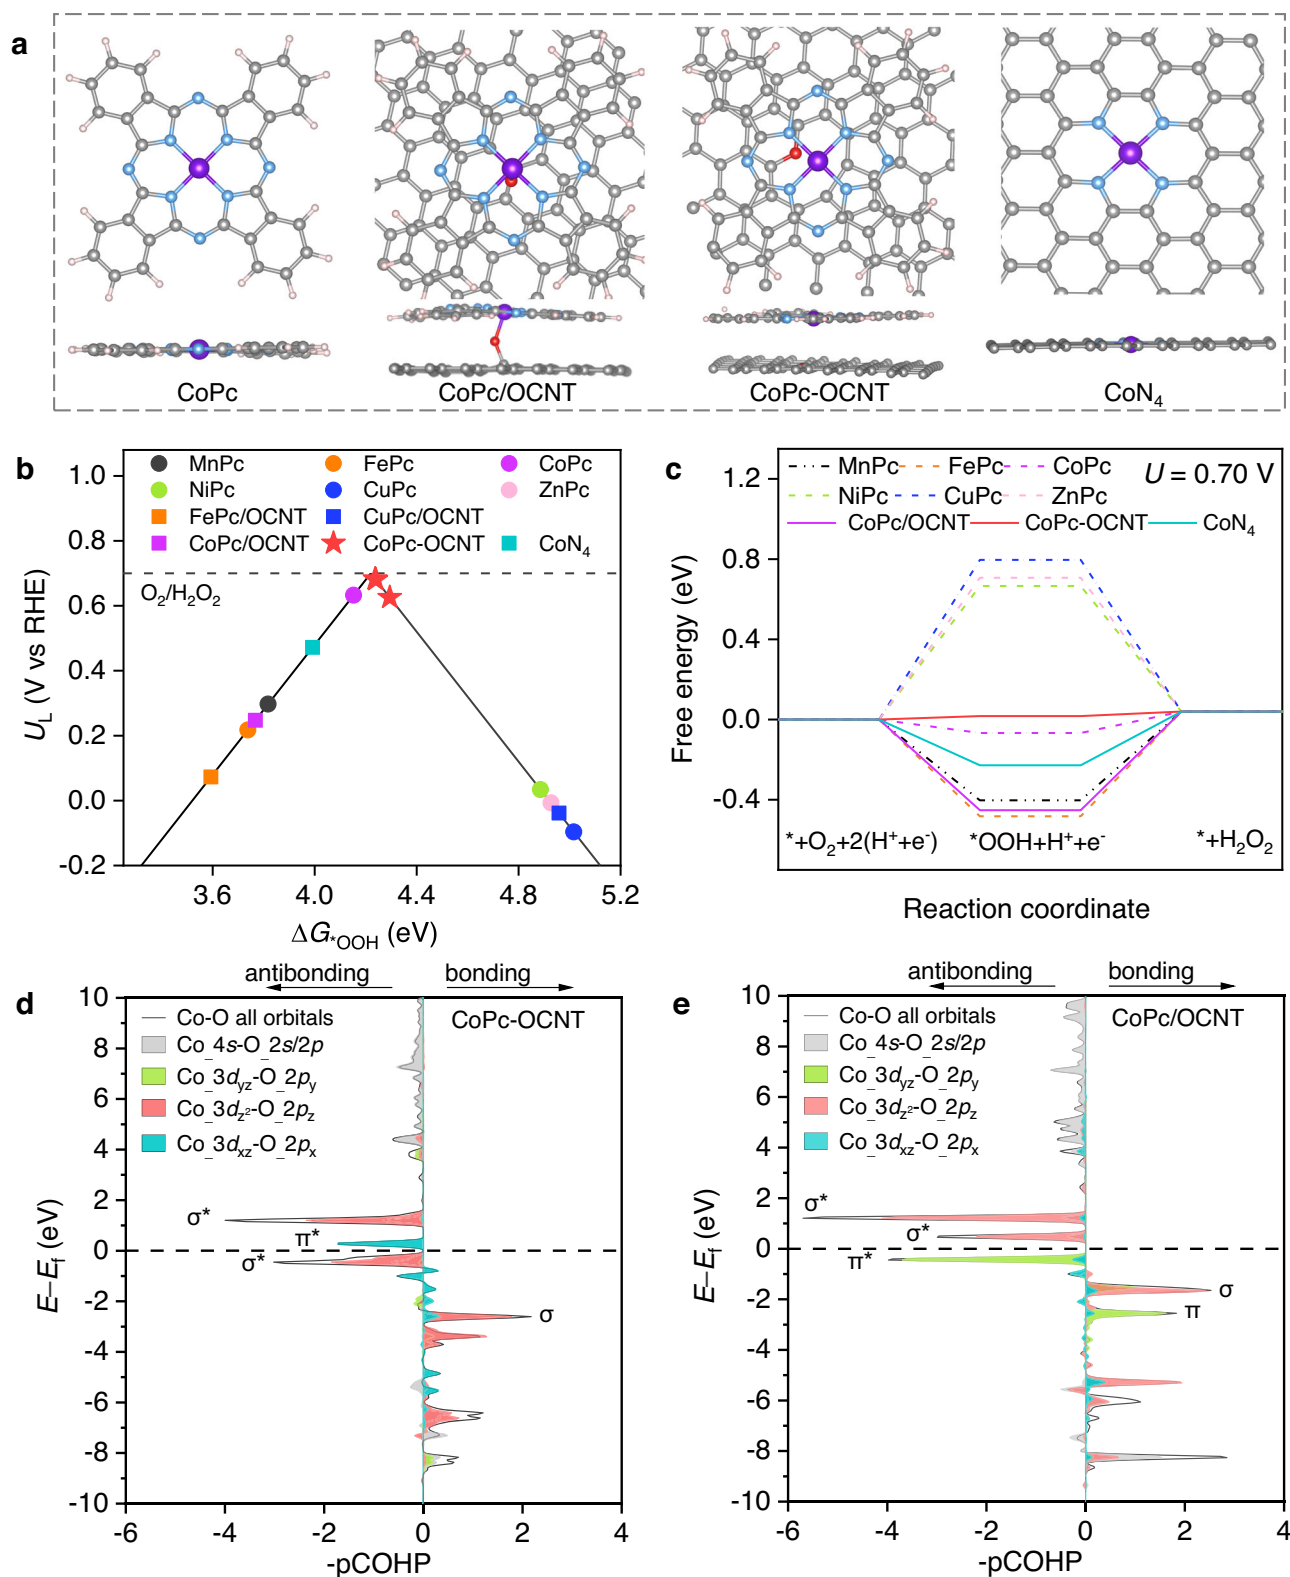 a
CoPc CoPc/OCNT CoPc-OCNT CoN4
b
MnPc FePc CoPc
NiPc CuPc ZnPc
FePc/OCNT CuPc/OCNT
CoPc/OCNT CoPc-OCNT CoN4
O2/H2O2
1.0
0.8
0.6
0.4
0.2
0.0
-0.2
UL (V vs RHE)
3.6 4.0 4.4 4.8 5.2
ΔG*OOH (eV)
c
MnPc FePc CoPc U = 0.70 V
NiPc CuPc ZnPc
CoPc/OCNT CoPc-OCNT CoN4
1.2
0.8
0.4
0.0
-0.4
Free energy (eV)
*+O2+2(H++e-) *OOH+H++e- *+H2O2
Reaction coordinate
d
antibonding bonding
CoPc-OCNT
Co-O all orbitals
Co_4s-O_2s/2p
Co_3dyz-O_2py
Co_3dz2-O_2pz
Co_3dxz-O_2px
σ*
π*
σ*
σ
10
8
6
4
2
0
-2
-4
-6
-8
-10
E–Ef (eV)
-6 -4 -2 0 2 4
-pCOHP
e
antibonding bonding
CoPc/OCNT
Co-O all orbitals
Co_4s-O_2s/2p
Co_3dyz-O_2py
Co_3dz2-O_2pz
Co_3dxz-O_2px
σ*
σ*
π*
σ
π
10
8
6
4
2
0
-2
-4
-6
-8
-10
E–Ef (eV)
-6 -4 -2 0 2 4
-pCOHP